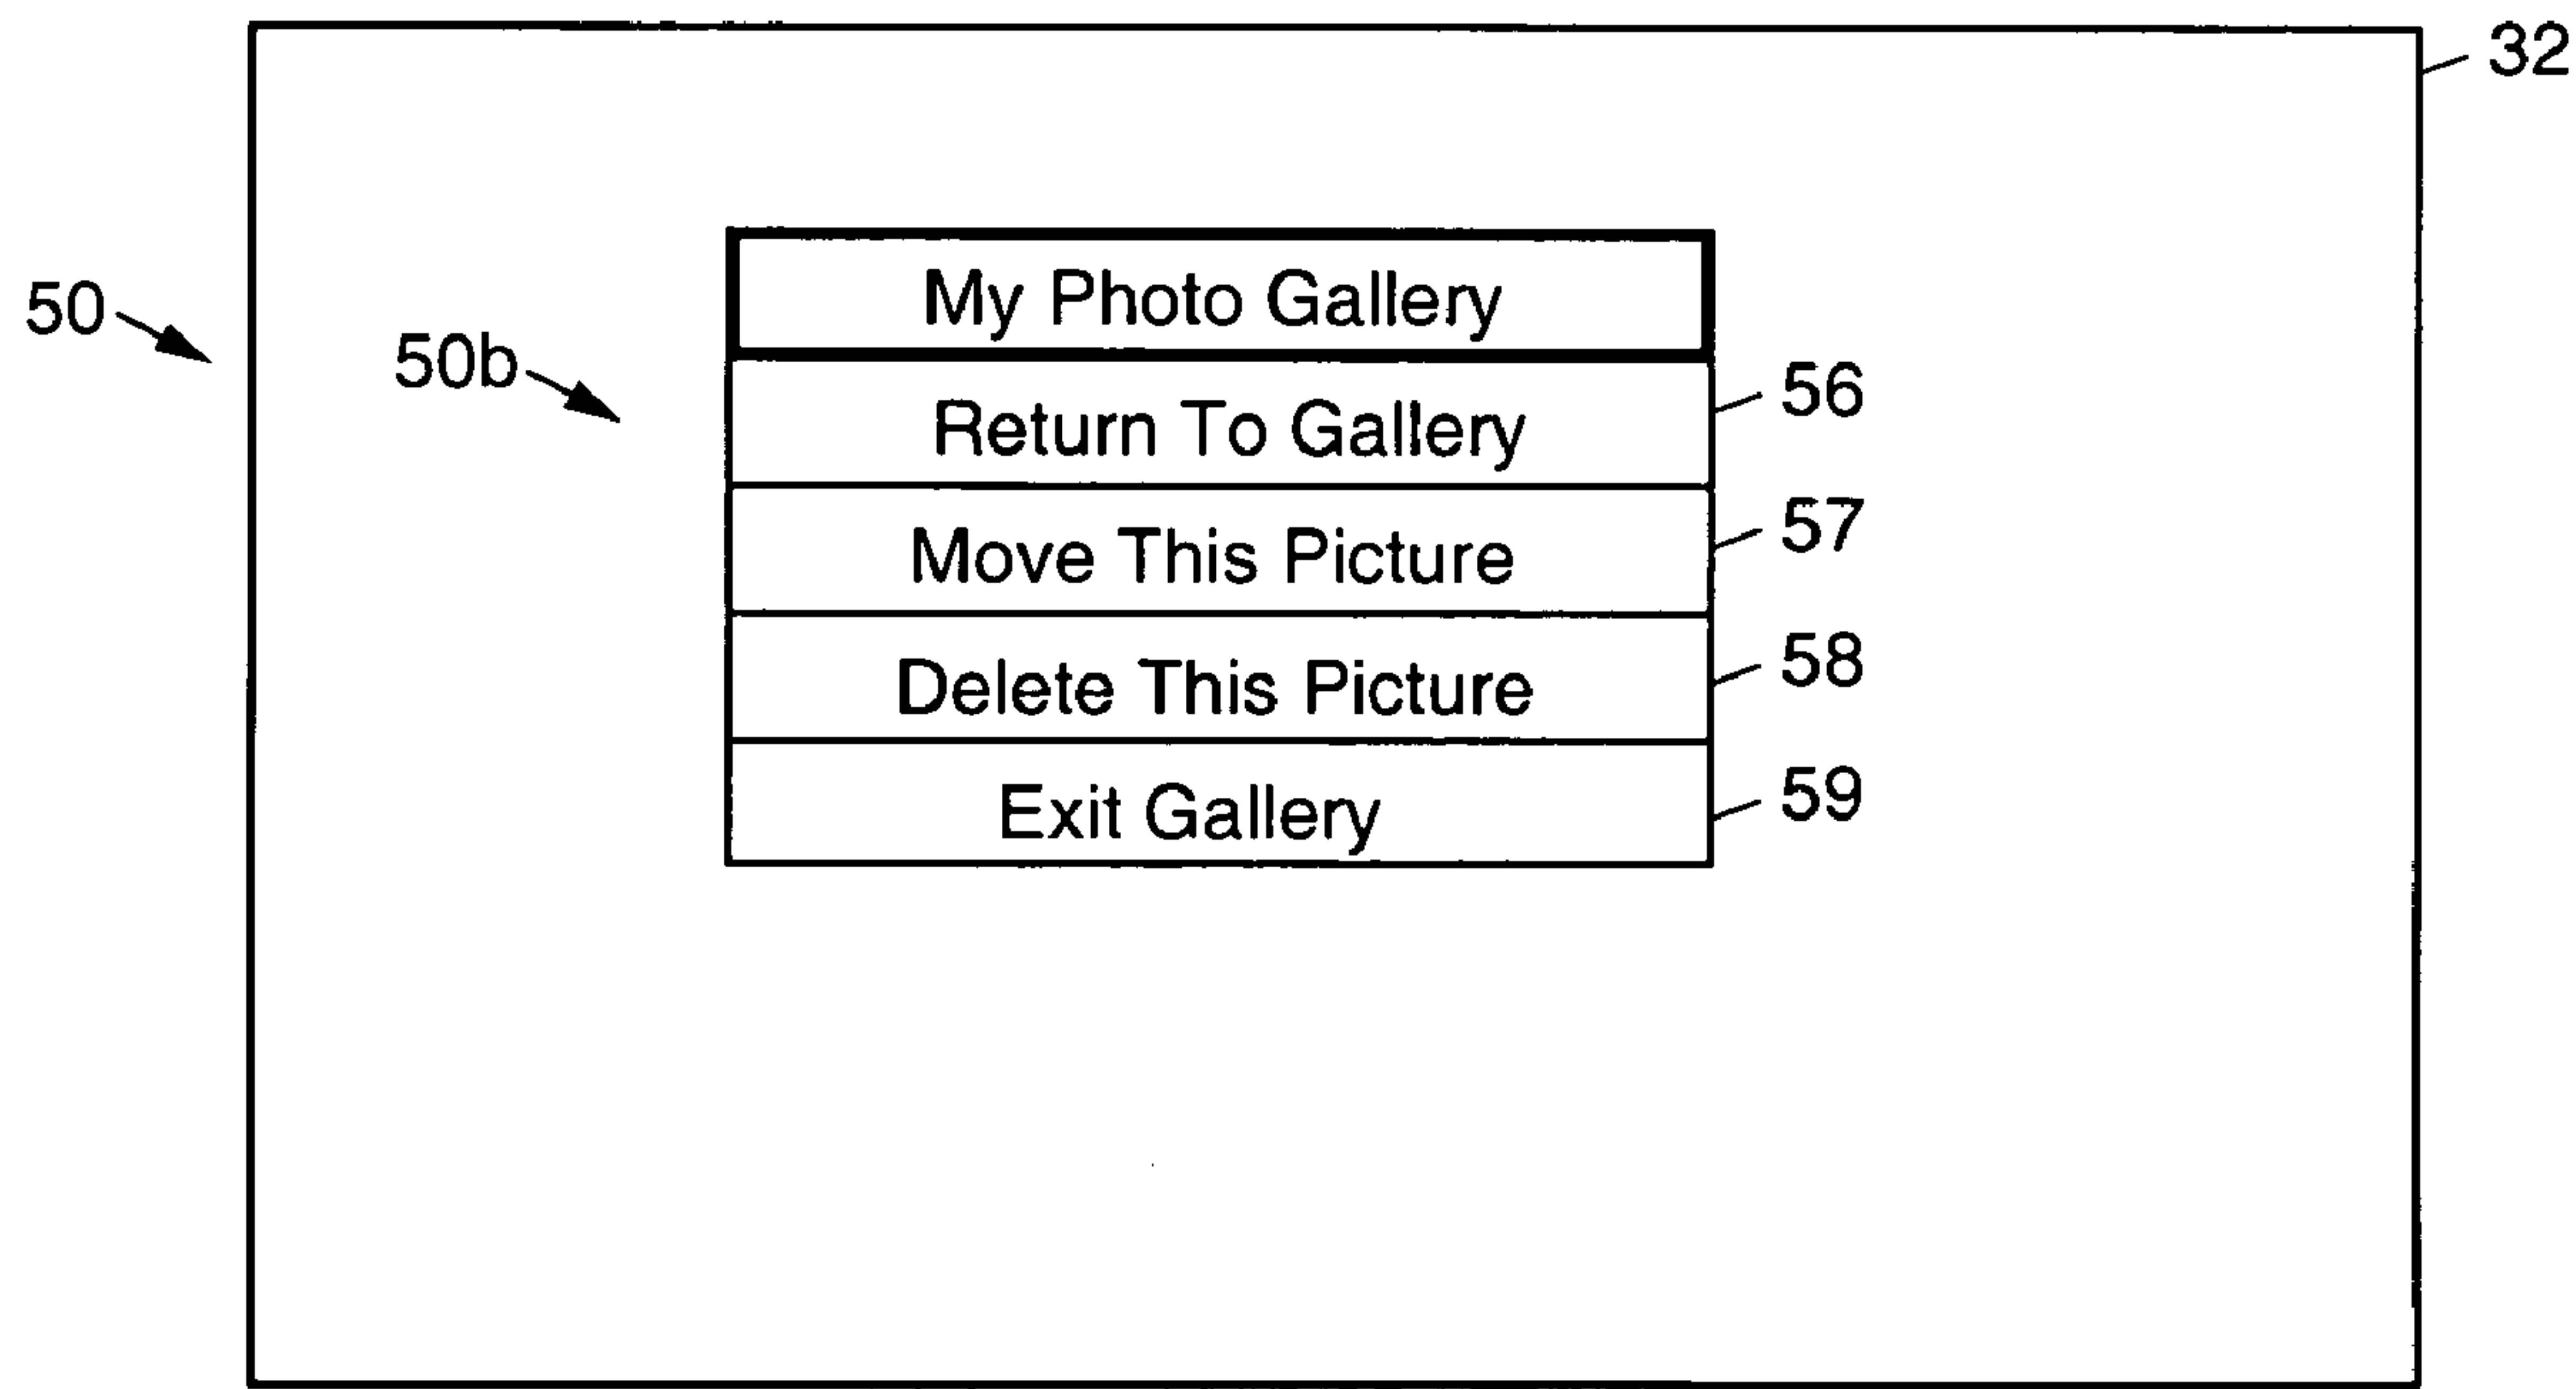 32
50
50b
My Photo Gallery
Return To Gallery
56
Move This Picture
57
Delete This Picture
58
Exit Gallery
59